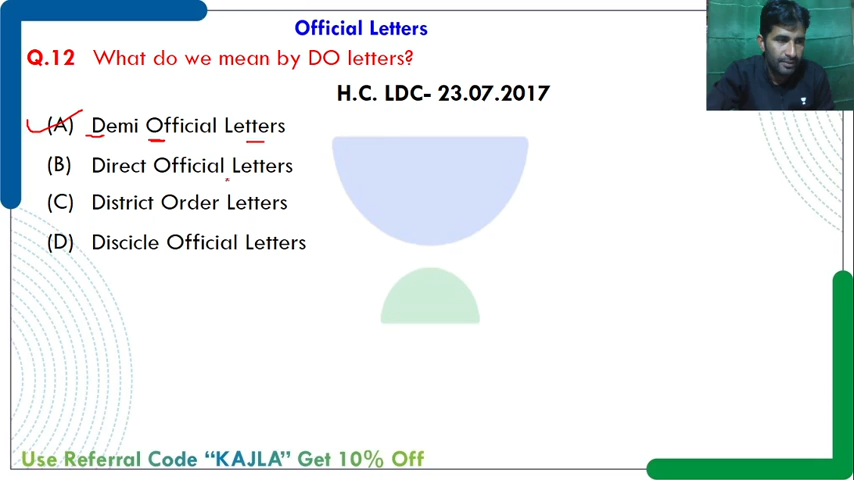 Official Letters
Q.12 What do we mean by DO letters?
H.C. LDC- 23.07.2017
(A) Demi Official Letters
(B) Direct Official Letters
(C) District Order Letters
(D) Discicle Official Letters
Use Referral Code “KAJLA” Get 10% Off